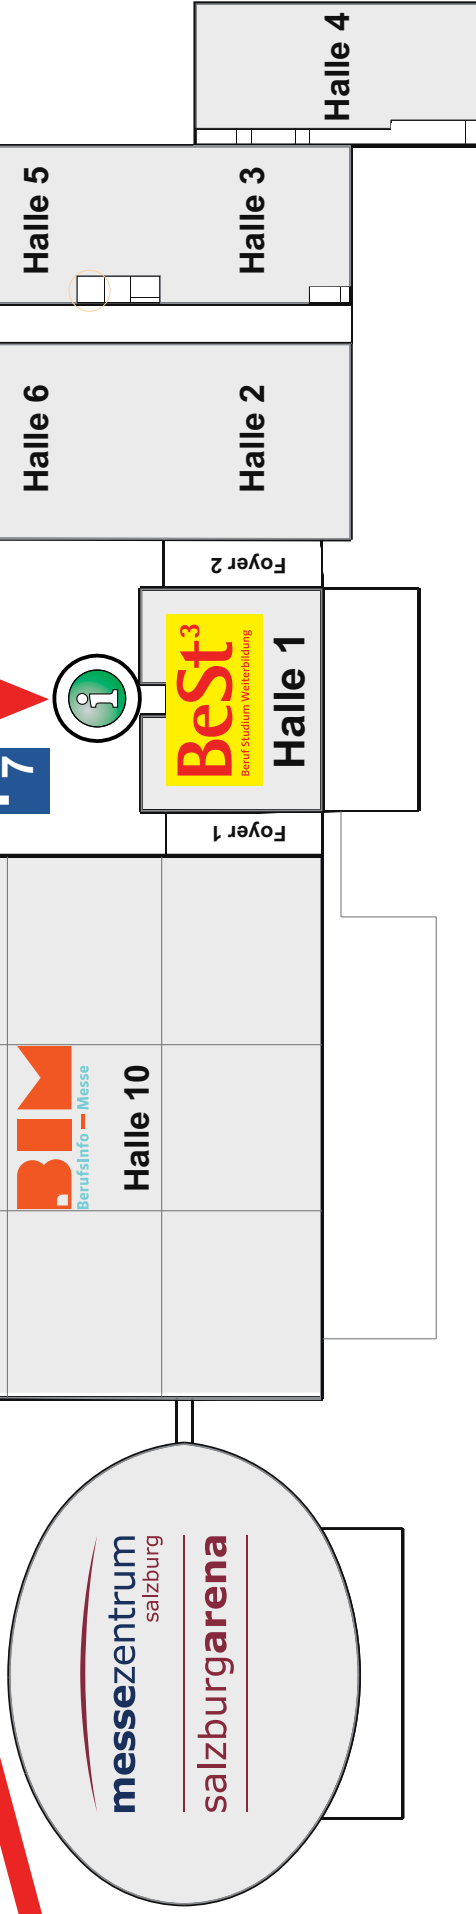 Halle 4
Halle 5
Halle 3
Halle 6
Halle 2
Foyer 2
BeSt³
Beruf Studium Weiterbildung
Halle 1
7
Foyer 1
BIM
BerufsInfo – Messe
Halle 10
messezentrum
salzburg
salzburgarena